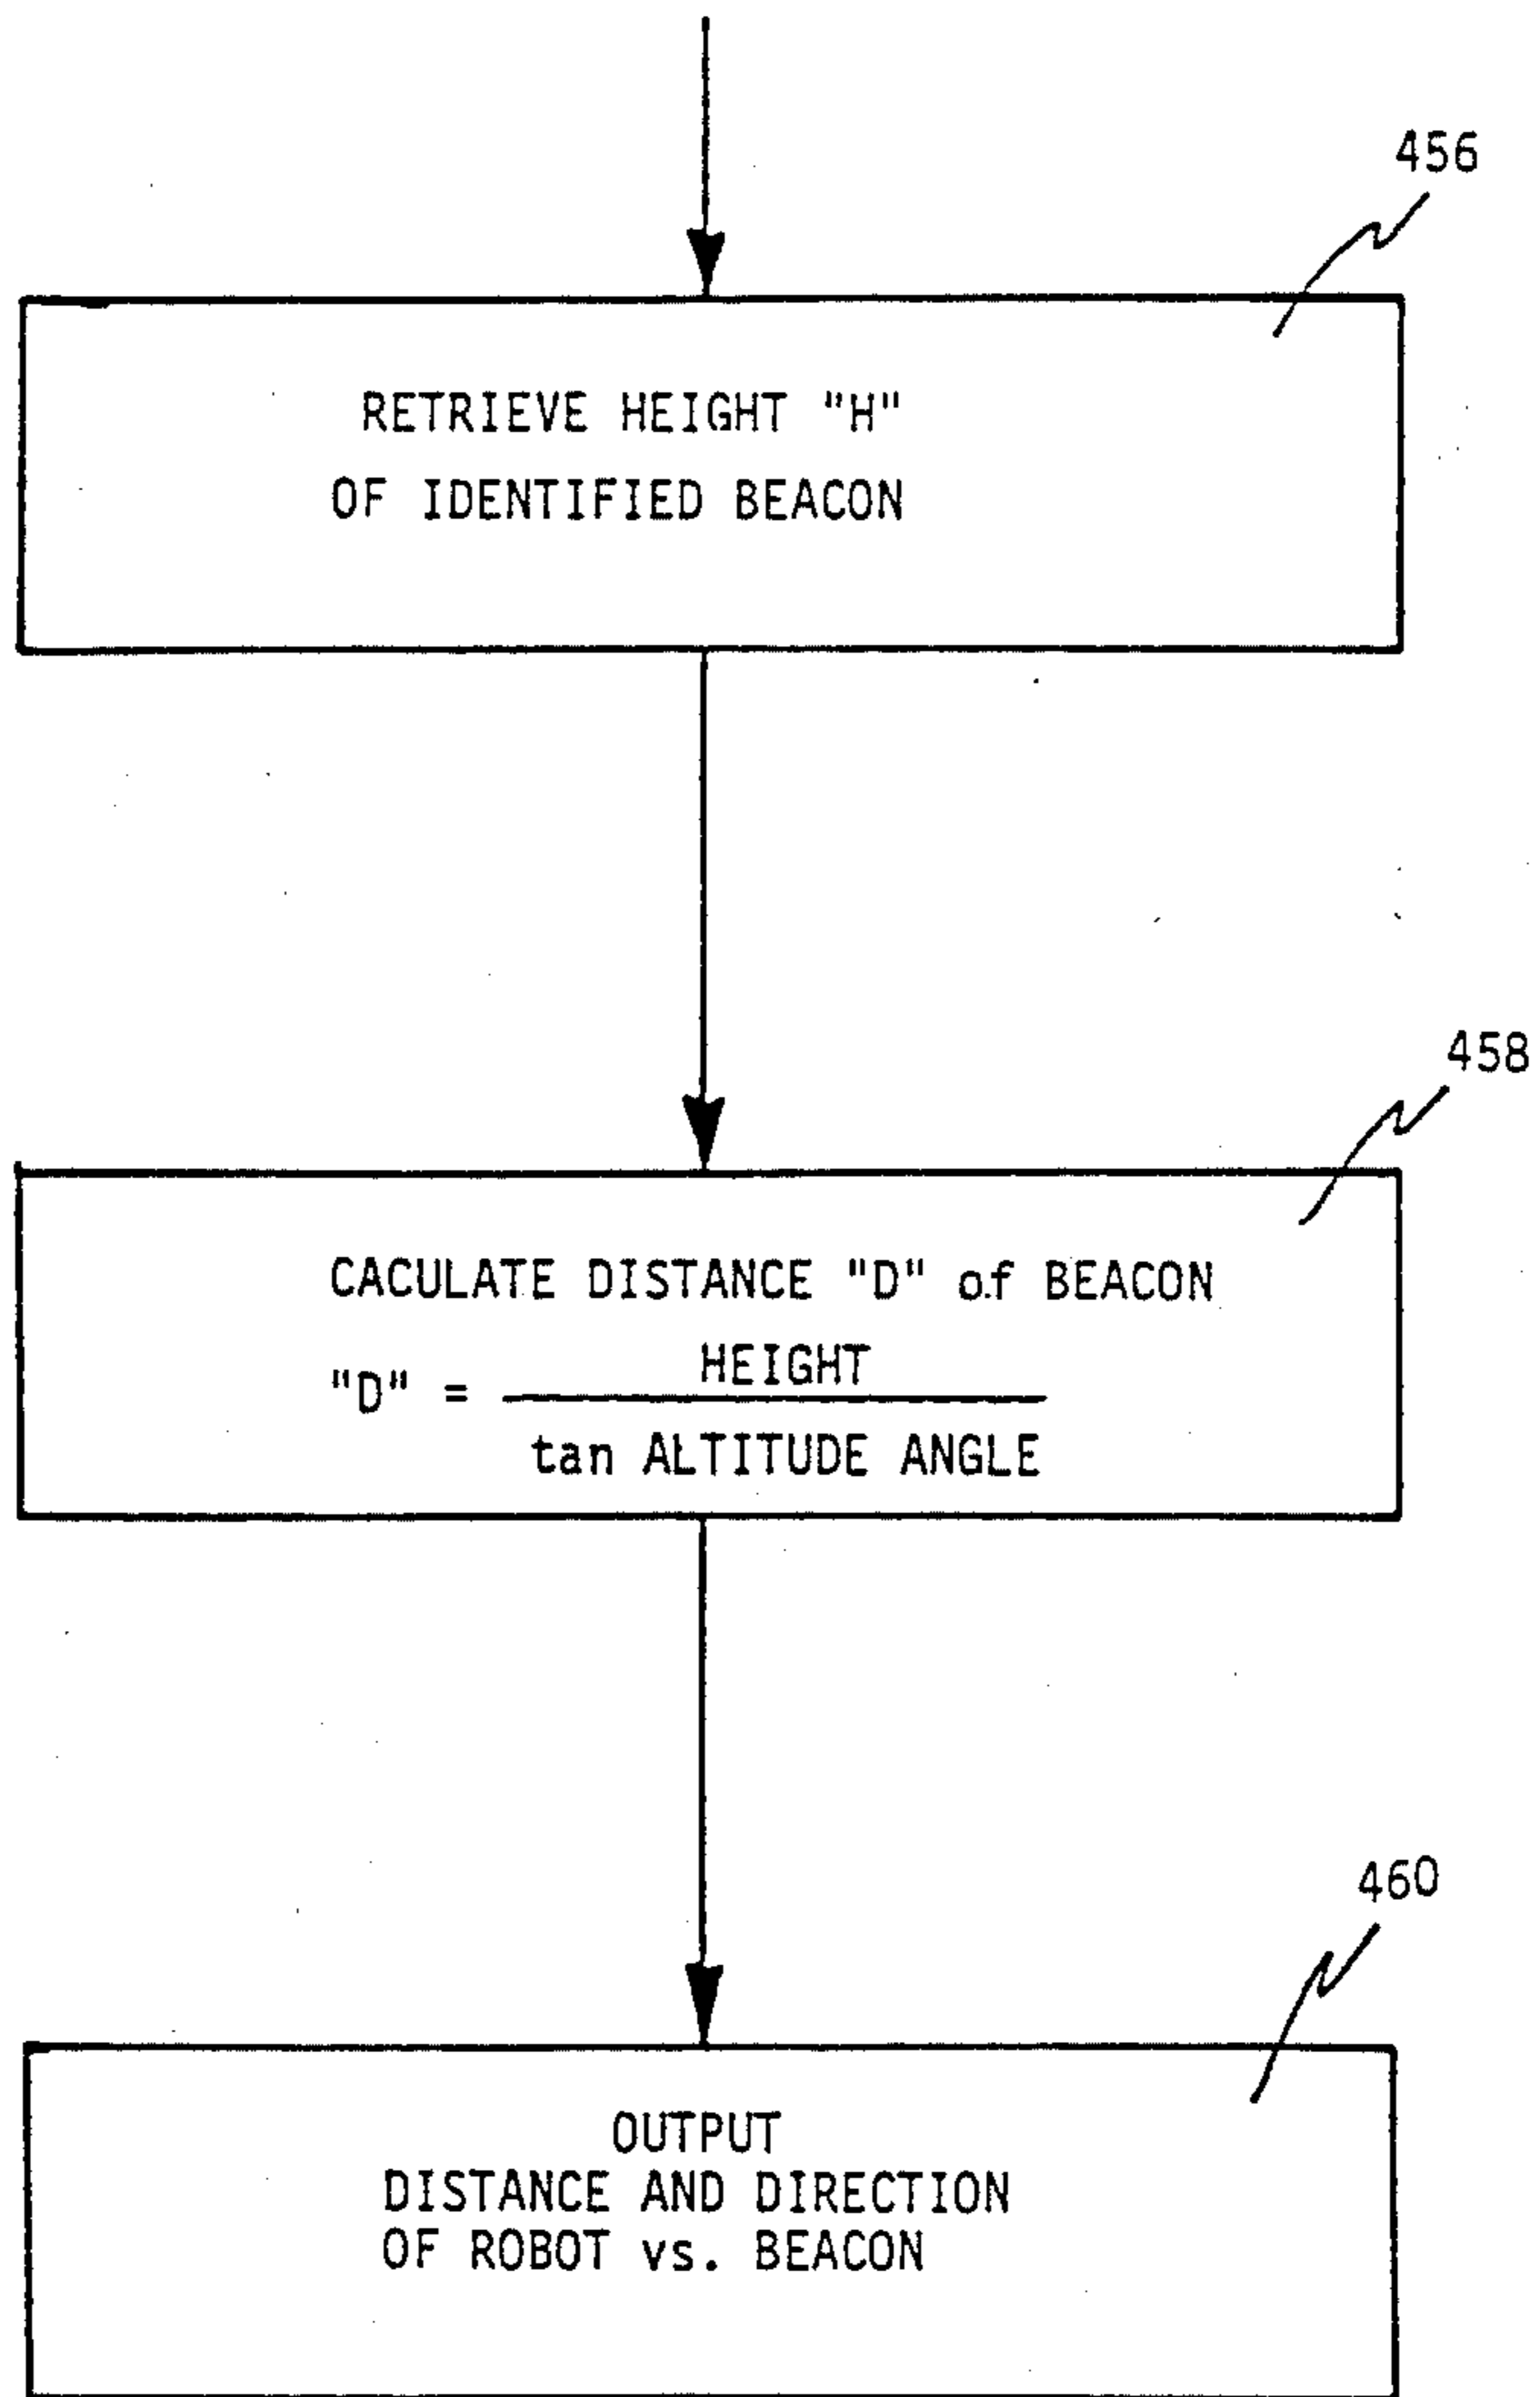 456
RETRIEVE HEIGHT "H"
OF IDENTIFIED BEACON
458
CACULATE DISTANCE "D" of BEACON
"D" = HEIGHT
tan ALTITUDE ANGLE
460
OUTPUT
DISTANCE AND DIRECTION
OF ROBOT vs. BEACON